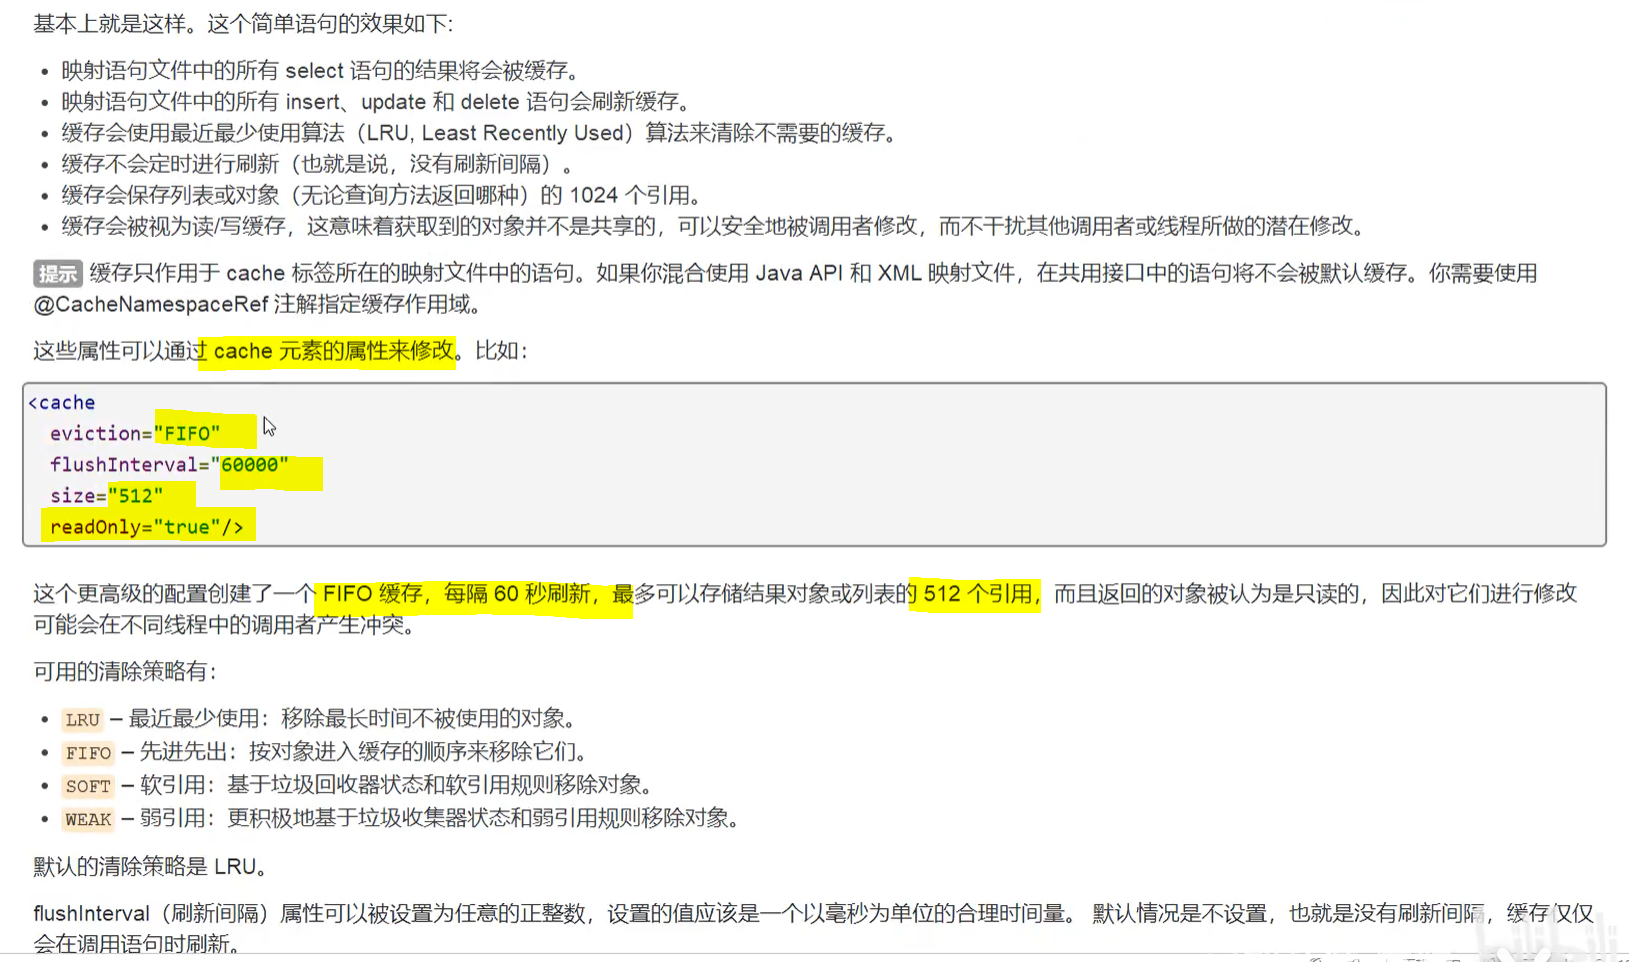 基本上就是这样。这个简单语句的效果如下:
• 映射语句文件中的所有 select 语句的结果将会被缓存。
• 映射语句文件中的所有 insert、update 和 delete 语句会刷新缓存。
• 缓存会使用最近最少使用算法（LRU, Least Recently Used）算法来清除不需要的缓存。
• 缓存不会定时进行刷新（也就是说，没有刷新间隔）。
• 缓存会保存列表或对象（无论查询方法返回哪种）的 1024 个引用。
• 缓存会被视为读/写缓存，这意味着获取到的对象并不是共享的，可以安全地被调用者修改，而不干扰其他调用者或线程所做的潜在修改。
提示 缓存只作用于 cache 标签所在的映射文件中的语句。如果你混合使用 Java API 和 XML 映射文件，在共用接口中的语句将不会被默认缓存。你需要使用
@CacheNamespaceRef 注解指定缓存作用域。
这些属性可以通过 cache 元素的属性来修改。比如：
<cache
eviction="FIFO"
flushInterval="60000"
size="512"
readOnly="true"/>
这个更高级的配置创建了一个 FIFO 缓存，每隔 60 秒刷新，最多可以存储结果对象或列表的 512 个引用，而且返回的对象被认为是只读的，因此对它们进行修改
可能会在不同线程中的调用者产生冲突。
可用的清除策略有：
• LRU – 最近最少使用：移除最长时间不被使用的对象。
• FIFO – 先进先出：按对象进入缓存的顺序来移除它们。
• SOFT – 软引用：基于垃圾回收器状态和软引用规则移除对象。
• WEAK – 弱引用：更积极地基于垃圾收集器状态和弱引用规则移除对象。
默认的清除策略是 LRU。
flushInterval（刷新间隔）属性可以被设置为任意的正整数，设置的值应该是一个以毫秒为单位的合理时间量。 默认情况是不设置，也就是没有刷新间隔，缓存仅仅
会在调用语句时刷新。